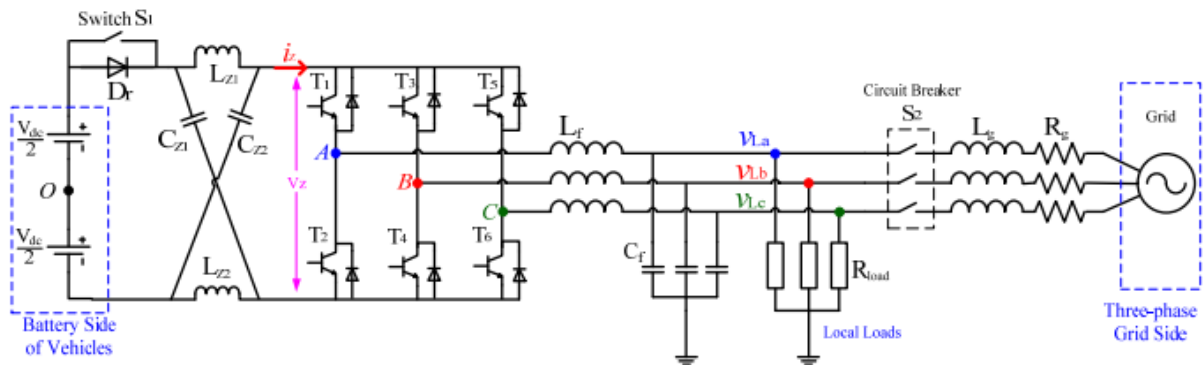 Switch S1
Dr
LZ1
CZ1
CZ2
LZ2
iz
Vz
Vdc
2
O
Vdc
2
Battery Side
of Vehicles
T1
T3
T5
A
B
C
T2
T4
T6
Lf
Cf
vLa
vLb
vLc
Rload
Local Loads
Circuit Breaker
S2
Lg
Rg
Grid
Three-phase
Grid Side